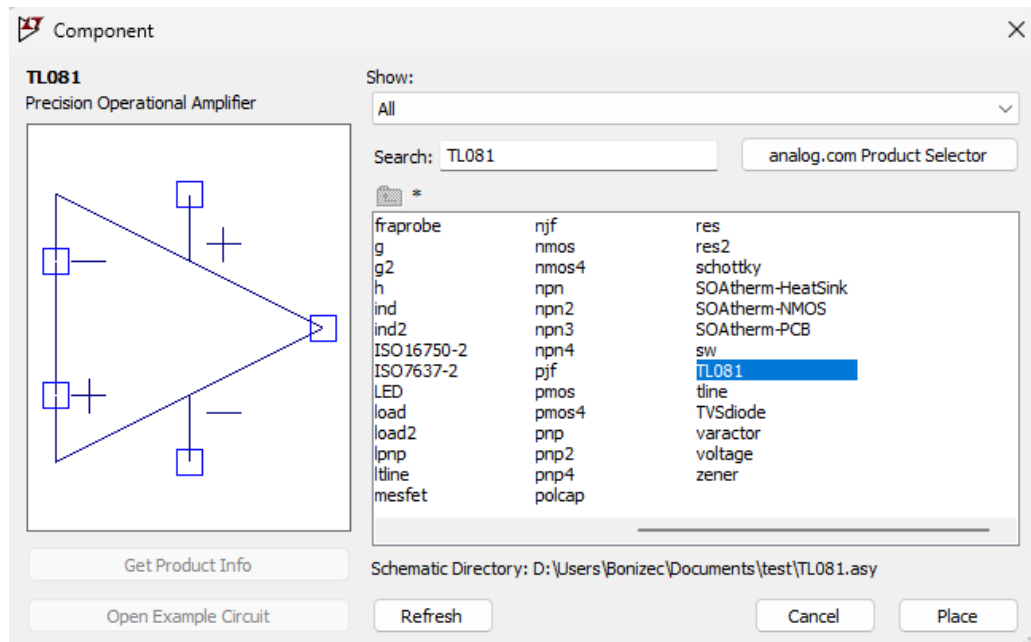 Component
TL081
Precision Operational Amplifier
Show:
All
Search: TL081
analog.com Product Selector
*
fraprobe njf res
g nmos res2
g2 nmos4 schottky
h npn SOAtherm-HeatSink
ind npn2 SOAtherm-NMOS
ind2 npn3 SOAtherm-PCB
ISO16750-2 npn4 sw
ISO7637-2 pjf TL081
LED pmos tline
load pmos4 TVSdiode
load2 pnp varactor
lpnp pnp2 voltage
ltline pnp4 zener
mesfet polcap
Get Product Info
Open Example Circuit
Schematic Directory: D:\Users\Bonizec\Documents\test\TL081.asy
Refresh
Cancel
Place